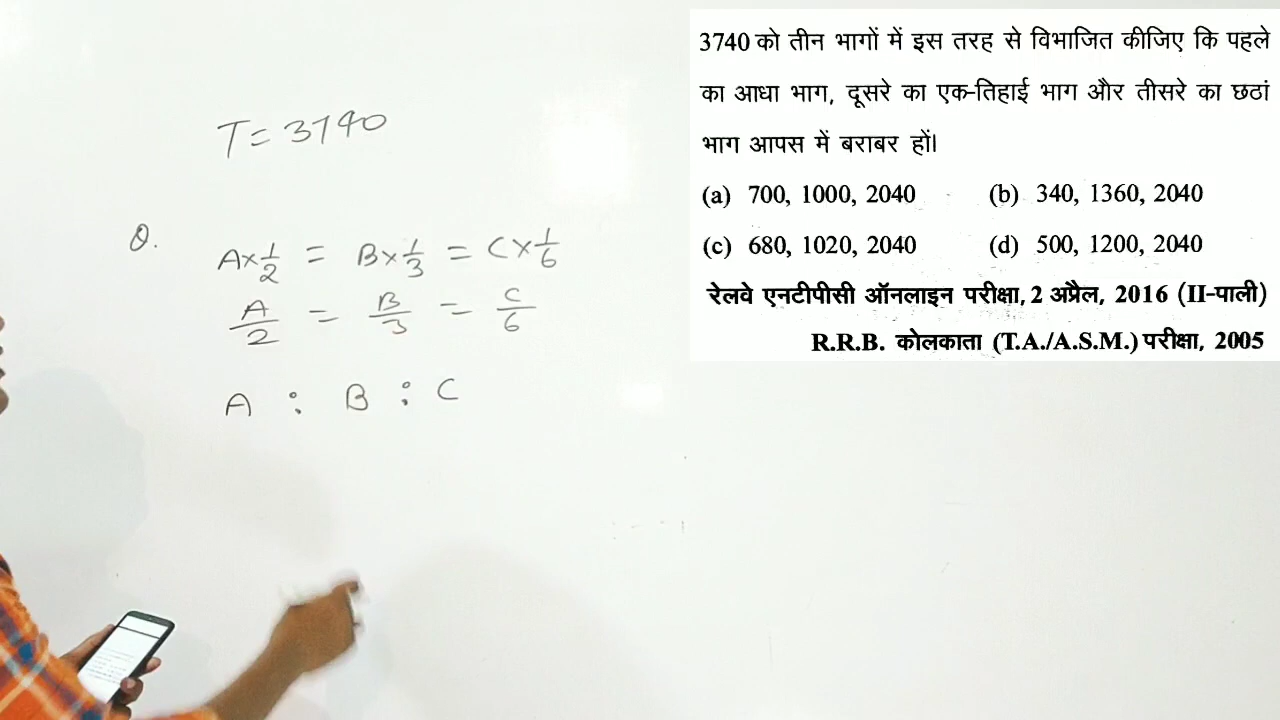 3740 को तीन भागों में इस तरह से विभाजित कीजिए कि पहले
का आधा भाग, दूसरे का एक-तिहाई भाग और तीसरे का छठां
भाग आपस में बराबर हों।
(a) 700, 1000, 2040 (b) 340, 1360, 2040
(c) 680, 1020, 2040 (d) 500, 1200, 2040
रेलवे एनटीपीसी ऑनलाइन परीक्षा, 2 अप्रैल, 2016 (II-पाली)
R.R.B. कोलकाता (T.A./A.S.M.) परीक्षा, 2005
T = 3740
Q. A×1/2 = B×1/3 = C×1/6
A/2 = B/3 = C/6
A : B : C